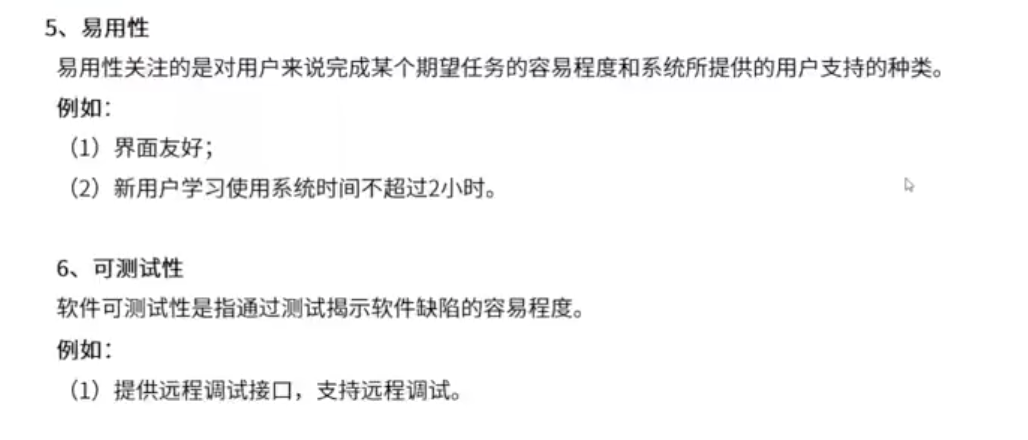 5、易用性
易用性关注的是对用户来说完成某个期望任务的容易程度和系统所提供的用户支持的种类。
例如：
（1）界面友好；
（2）新用户学习使用系统时间不超过2小时。
6、可测试性
软件可测试性是指通过测试揭示软件缺陷的容易程度。
例如：
（1）提供远程调试接口，支持远程调试。